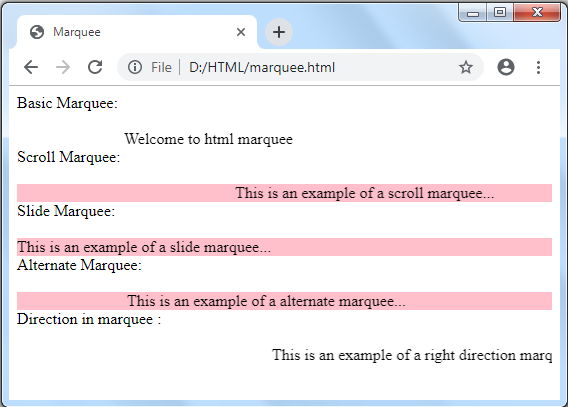 Marquee
File | D:/HTML/marquee.html
Basic Marquee:
Welcome to html marquee
Scroll Marquee:
This is an example of a scroll marquee...
Slide Marquee:
This is an example of a slide marquee...
Alternate Marquee:
This is an example of a alternate marquee...
Direction in marquee :
This is an example of a right direction marq